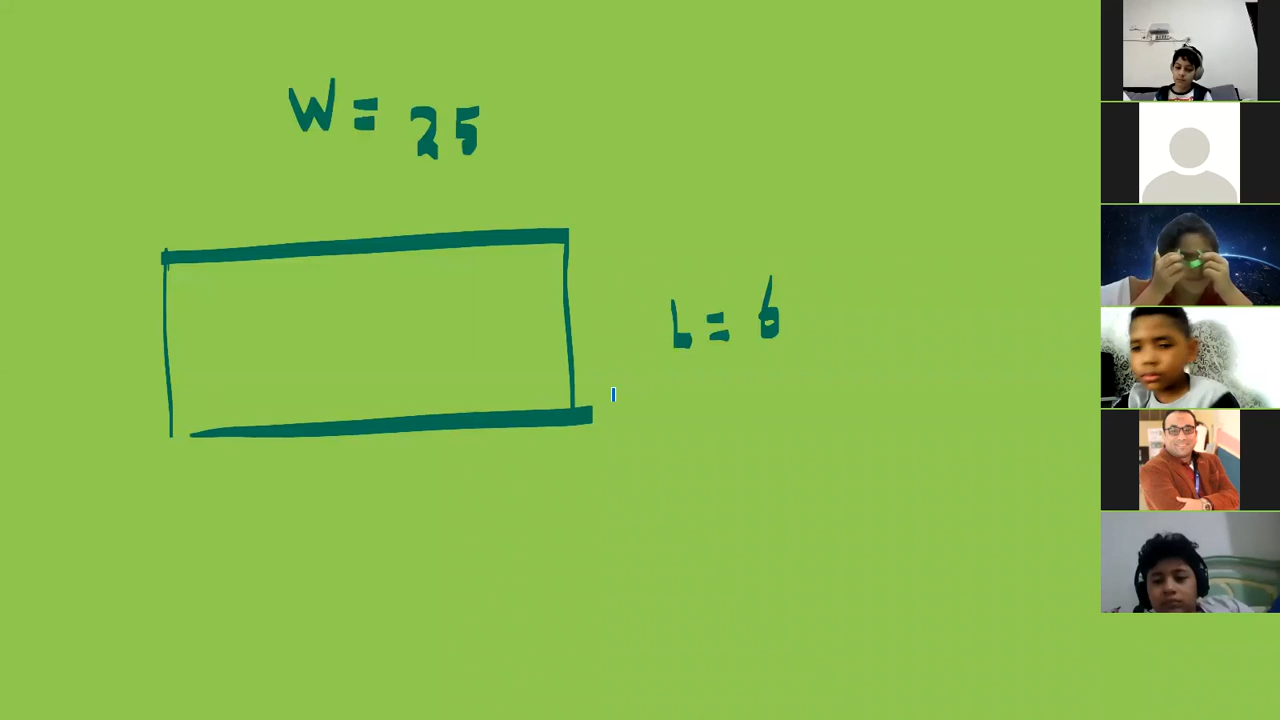 W = 25
L = 6